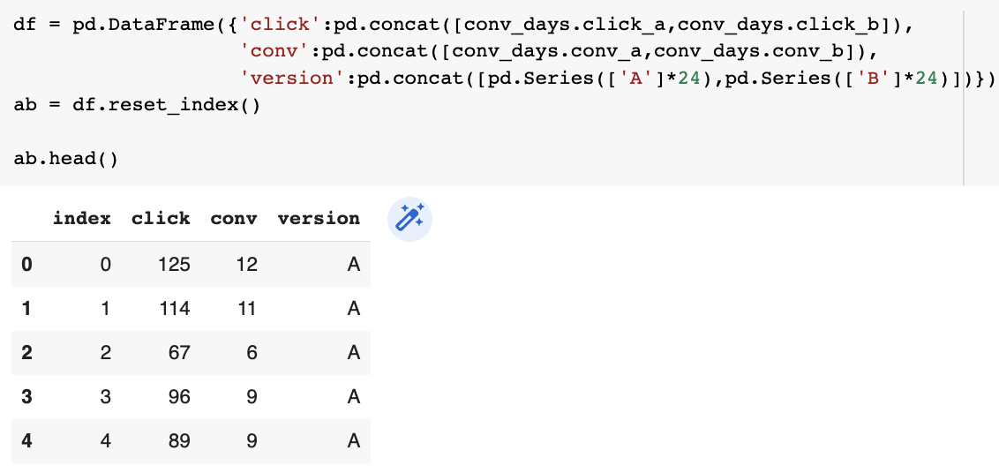 df = pd.DataFrame({'click':pd.concat([conv_days.click_a,conv_days.click_b]),
'conv':pd.concat([conv_days.conv_a,conv_days.conv_b]),
'version':pd.concat([pd.Series(['A']*24),pd.Series(['B']*24)])})
ab = df.reset_index()
ab.head()
index click conv version
0 0 125 12 A
1 1 114 11 A
2 2 67 6 A
3 3 96 9 A
4 4 89 9 A